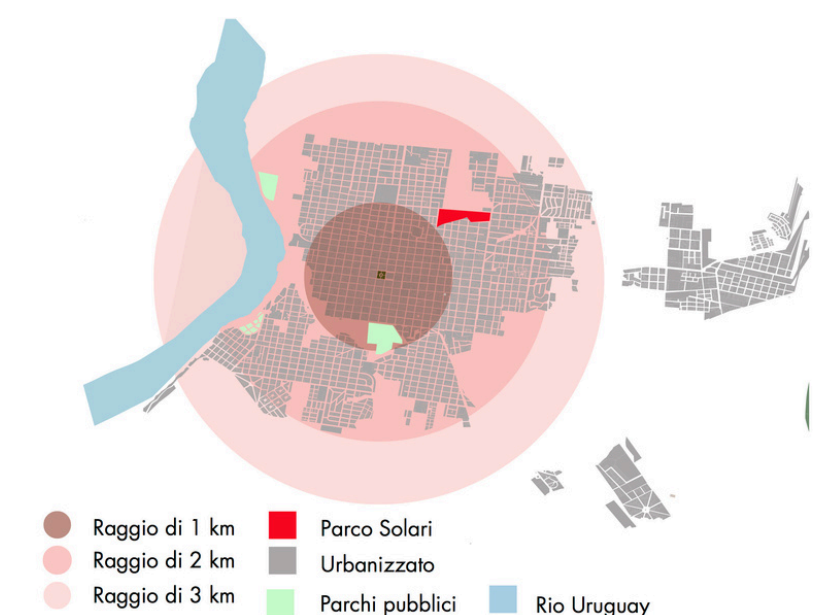 Raggio di 1 km
Raggio di 2 km
Raggio di 3 km
Parco Solari
Urbanizzato
Parchi pubblici
Rio Uruguay